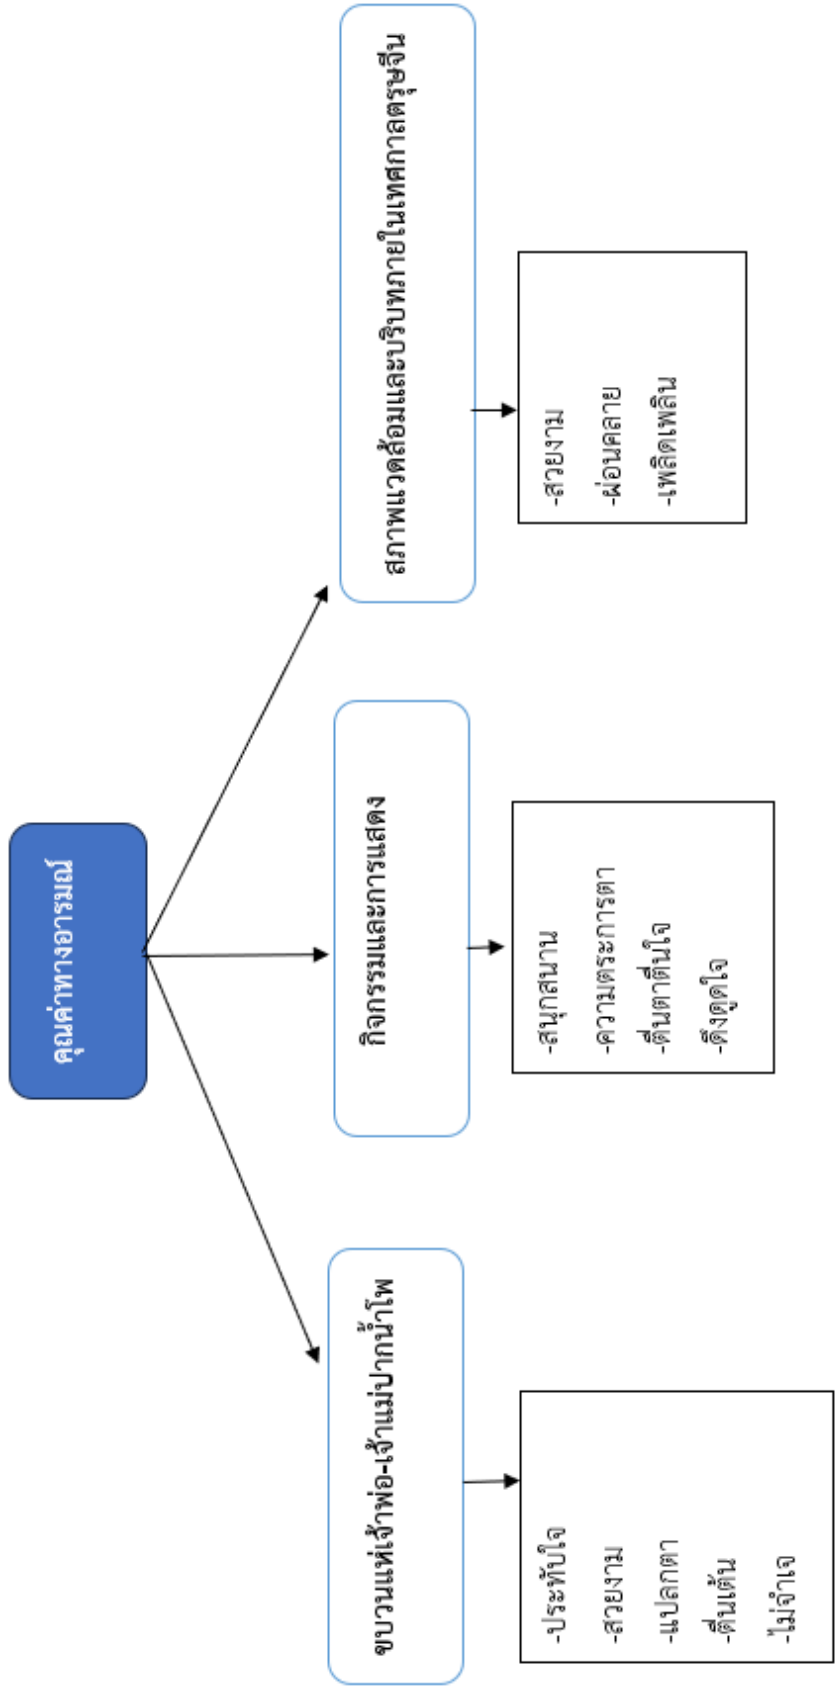 คุณค่าทางอารมณ์
ขบวนแห่เจ้าพ่อ-เจ้าแม่ปากน้ำโพ
-ประทับใจ
-สวยงาม
-แปลกตา
-ตื่นเต้น
-ไม่จำเจ
กิจกรรมและการแสดง
-สนุกสนาน
-ความตระการตา
-ตื่นตาตื่นใจ
-ดึงดูดใจ
สภาพแวดล้อมและบริบทภายในเทศกาลตรุษจีน
-สวยงาม
-ผ่อนคลาย
-เพลิดเพลิน